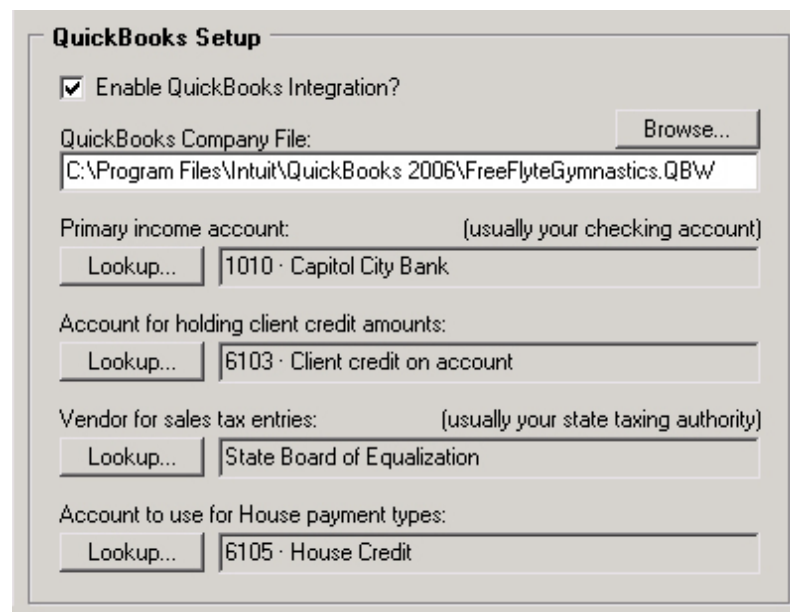 QuickBooks Setup
Enable QuickBooks Integration?
Browse...
QuickBooks Company File:
C:\Program Files\Intuit\QuickBooks 2006\FreeFlyteGymnastics.QBW
Primary income account: (usually your checking account)
Lookup... 1010 · Capitol City Bank
Account for holding client credit amounts:
Lookup... 6103 · Client credit on account
Vendor for sales tax entries: (usually your state taxing authority)
Lookup... State Board of Equalization
Account to use for House payment types:
Lookup... 6105 · House Credit